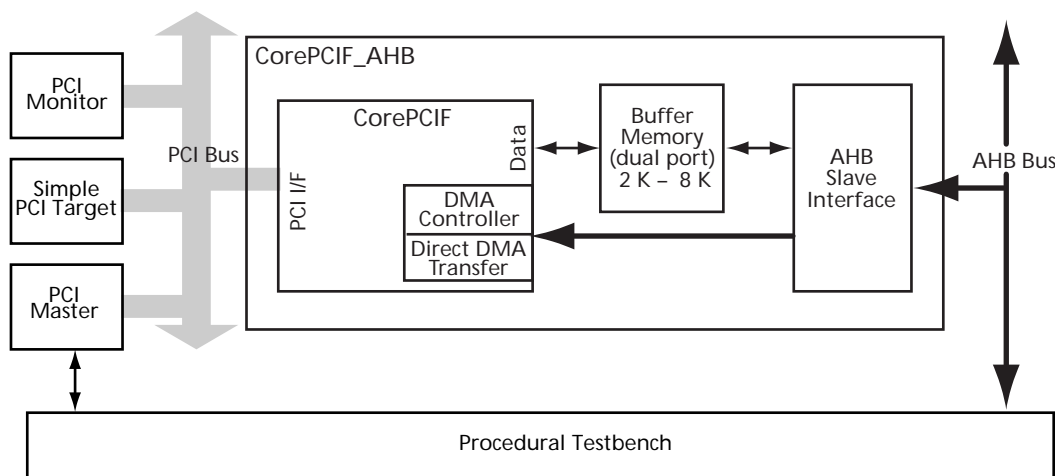 CorePCIF_AHB
PCI
Monitor
Simple
PCI Target
PCI
Master
PCI Bus
CorePCIF
PCI I/F
Data
DMA
Controller
Direct DMA
Transfer
Buffer
Memory
(dual port)
2 K – 8 K
AHB
Slave
Interface
AHB Bus
Procedural Testbench